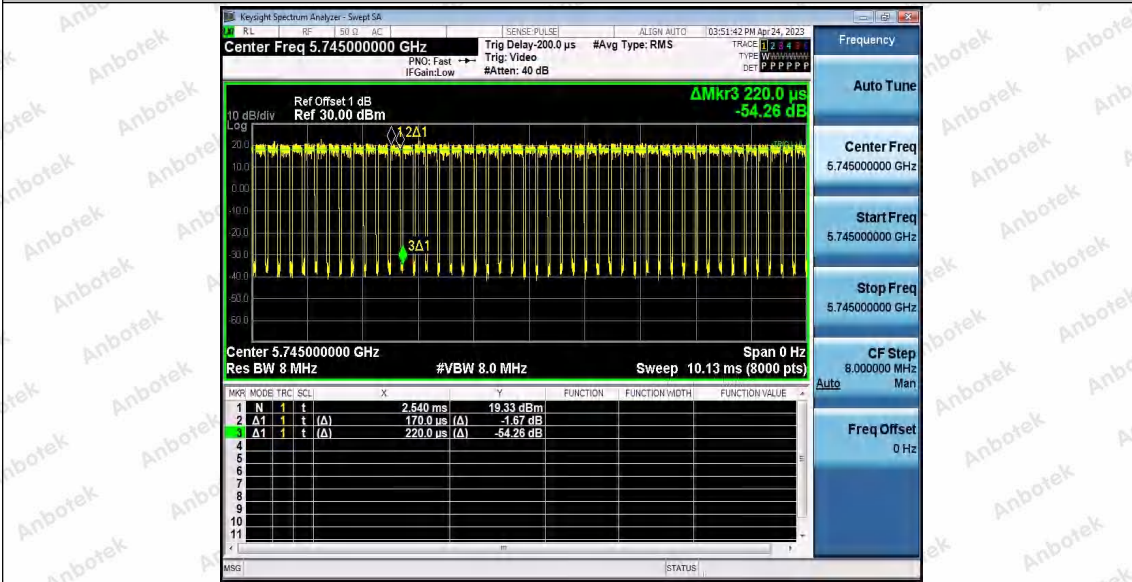 Keysight Spectrum Analyzer - Swept SA
RL RF 50 Ω AC SENSE:PULSE ALIGN AUTO 03:51:42 PM Apr 24, 2023
Center Freq 5.745000000 GHz
PNO: Fast
IFGain:Low
Trig Delay-200.0 µs
Trig: Video
#Atten: 40 dB
#Avg Type: RMS
TRACE 1 2 3 4 5 6
TYPE WWWWWW
DET P P P P P P
ΔMkr3 220.0 µs
-54.26 dB
Ref Offset 1 dB
10 dB/div Ref 30.00 dBm
Log
20.0
10.0
0.00
-10.0
-20.0
-30.0
-40.0
-50.0
-60.0
1 2Δ1
3Δ1
Center 5.745000000 GHz Span 0 Hz
Res BW 8 MHz #VBW 8.0 MHz Sweep 10.13 ms (8000 pts)
MKR MODE TRC SCL X Y FUNCTION FUNCTION WIDTH FUNCTION VALUE
1 N 1 t 2.540 ms 19.33 dBm
2 Δ1 1 t (Δ) 170.0 µs (Δ) -1.67 dB
3 Δ1 1 t (Δ) 220.0 µs (Δ) -54.26 dB
4
5
6
7
8
9
10
11
MSG STATUS
Frequency
Auto Tune
Center Freq
5.745000000 GHz
Start Freq
5.745000000 GHz
Stop Freq
5.745000000 GHz
CF Step
8.000000 MHz
Auto Man
Freq Offset
0 Hz
Anbotek